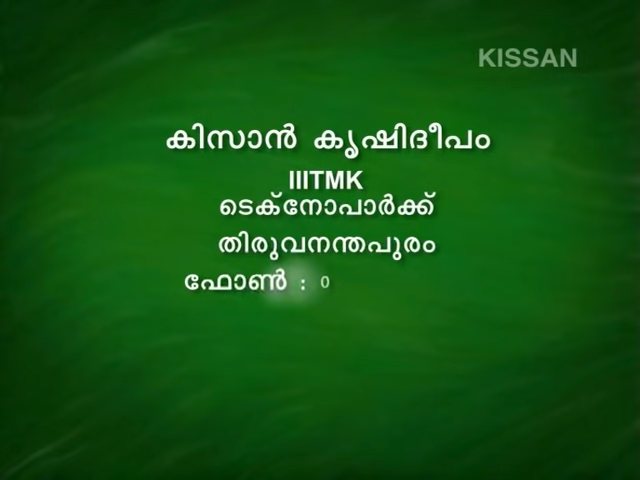 KISSAN
കിസാൻ കൃഷിദീപം
IIITMK
ടെക്നോപാർക്ക്
തിരുവനന്തപുരം
ഫോൺ : 0